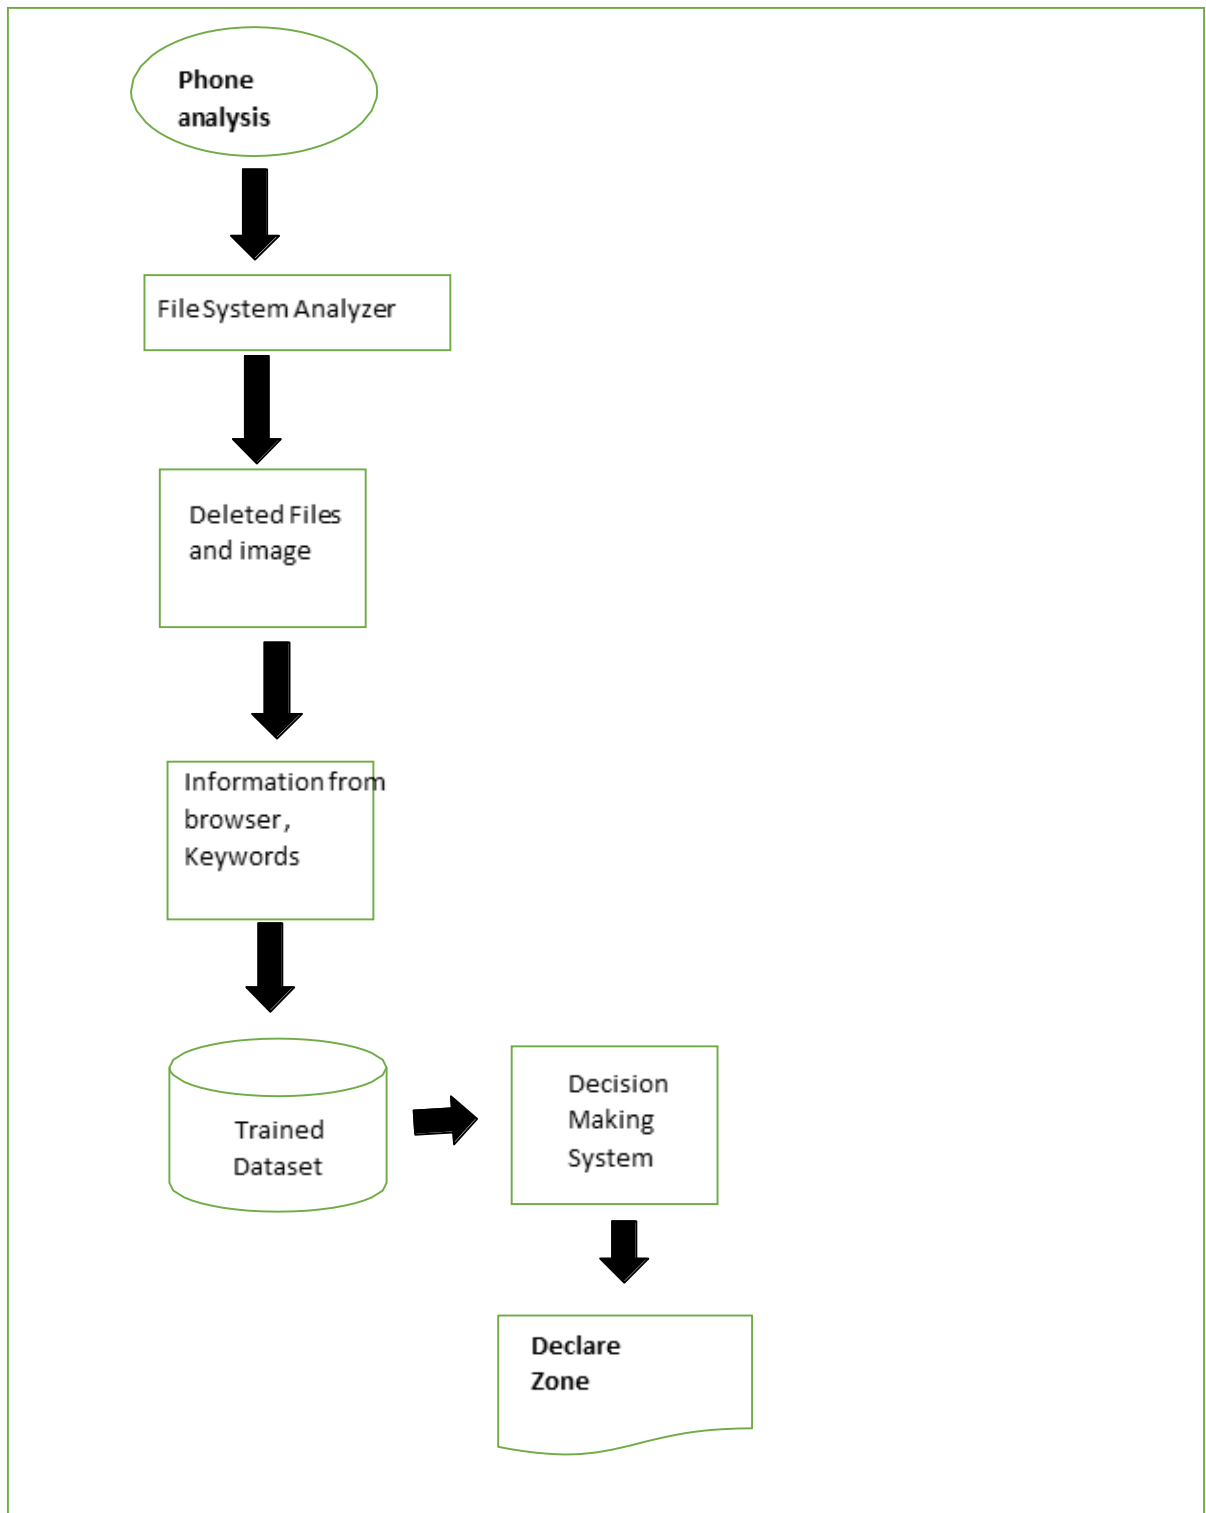 Phone
analysis
File System Analyzer
Deleted Files
and image
Information from
browser,
Keywords
Trained
Dataset
Decision
Making
System
Declare
Zone